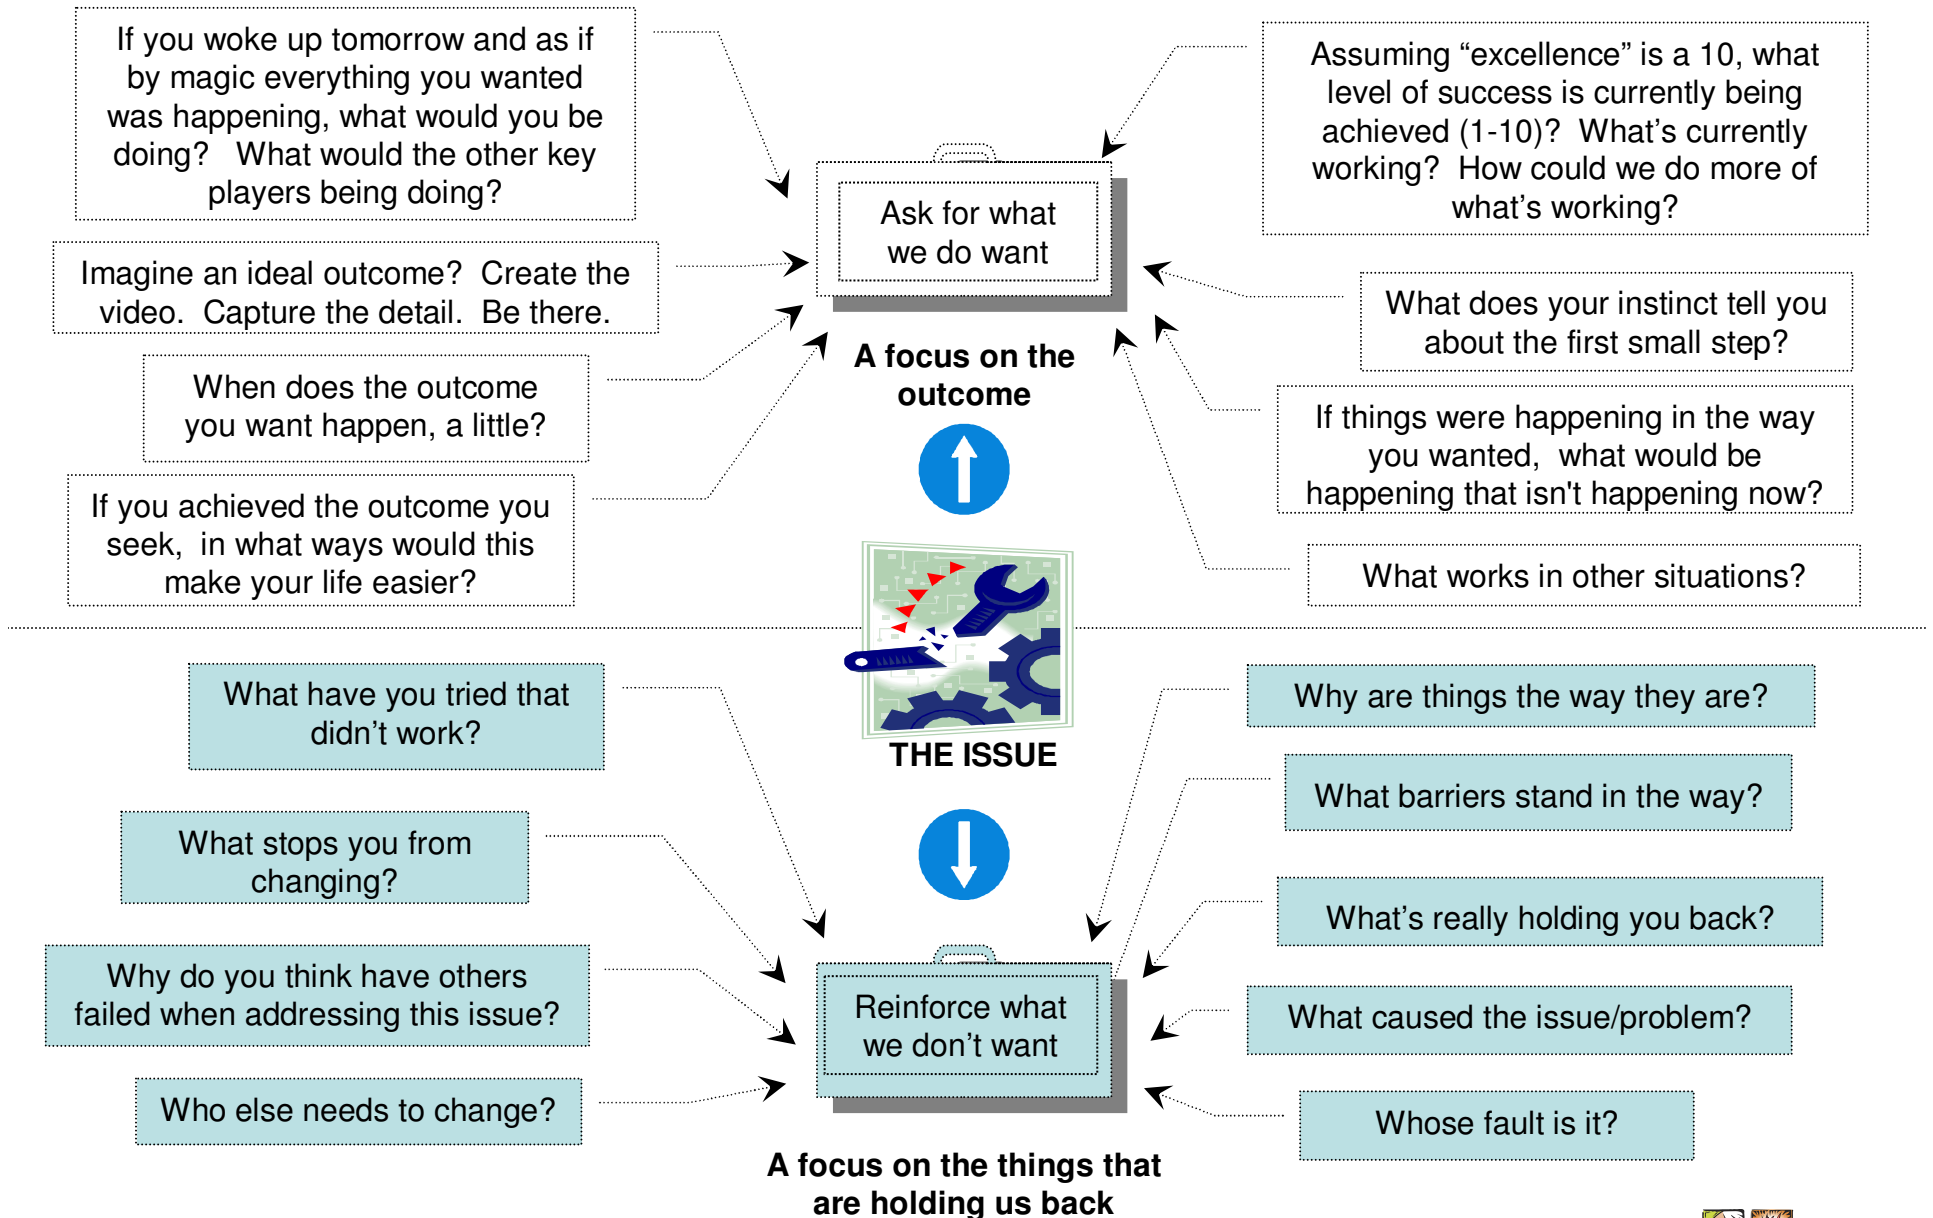 If you woke up tomorrow and as if
by magic everything you wanted
was happening, what would you be
doing?   What would the other key
players being doing?
Assuming “excellence” is a 10, what
level of success is currently being
achieved (1-10)?  What’s currently
working?  How could we do more of
what’s working?
Ask for what
we do want
Imagine an ideal outcome?  Create the
video.  Capture the detail.  Be there.
What does your instinct tell you
about the first small step?
When does the outcome
you want happen, a little?
A focus on the
outcome
If things were happening in the way
you wanted,  what would be
happening that isn't happening now?
If you achieved the outcome you
seek,  in what ways would this
make your life easier?
What works in other situations?
THE ISSUE
What have you tried that
didn’t work?
Why are things the way they are?
What barriers stand in the way?
What stops you from
changing?
What’s really holding you back?
Why do you think have others
failed when addressing this issue?
Reinforce what
we don’t want
What caused the issue/problem?
Who else needs to change?
Whose fault is it?
A focus on the things that
are holding us back